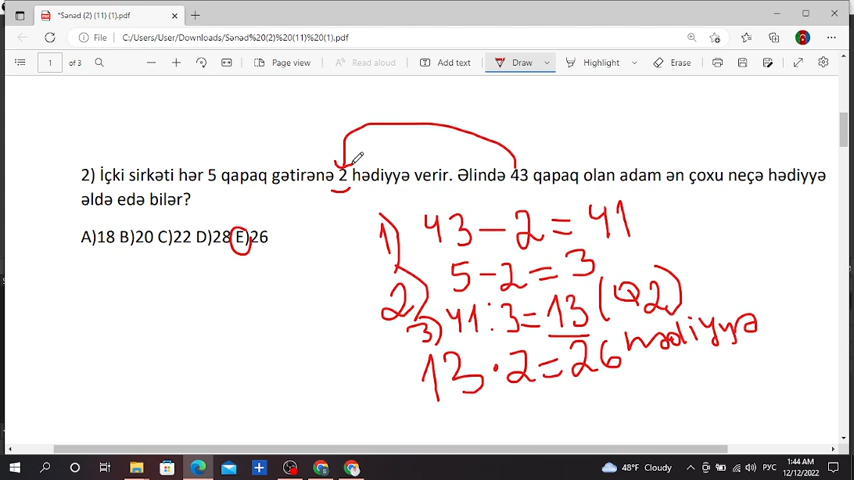 *Sənəd (2) (11) (1).pdf
File C:/Users/User/Downloads/Sənəd%20(2)%20(11)%20(1).pdf
1 of 3 Page view Read aloud Add text Draw Highlight Erase
2) İçki sirkəti hər 5 qapaq gətirənə 2 hədiyyə verir. Əlində 43 qapaq olan adam ən çoxu neçə hədiyyə
əldə edə bilər?
A)18 B)20 C)22 D)28 E)26
1) 43 – 2 = 41
2) 5 – 2 = 3
3) 41 : 3 = 13 (Q2)
13 · 2 = 26 hədiyyə
48°F Cloudy РУС 1:44 AM
12/12/2022